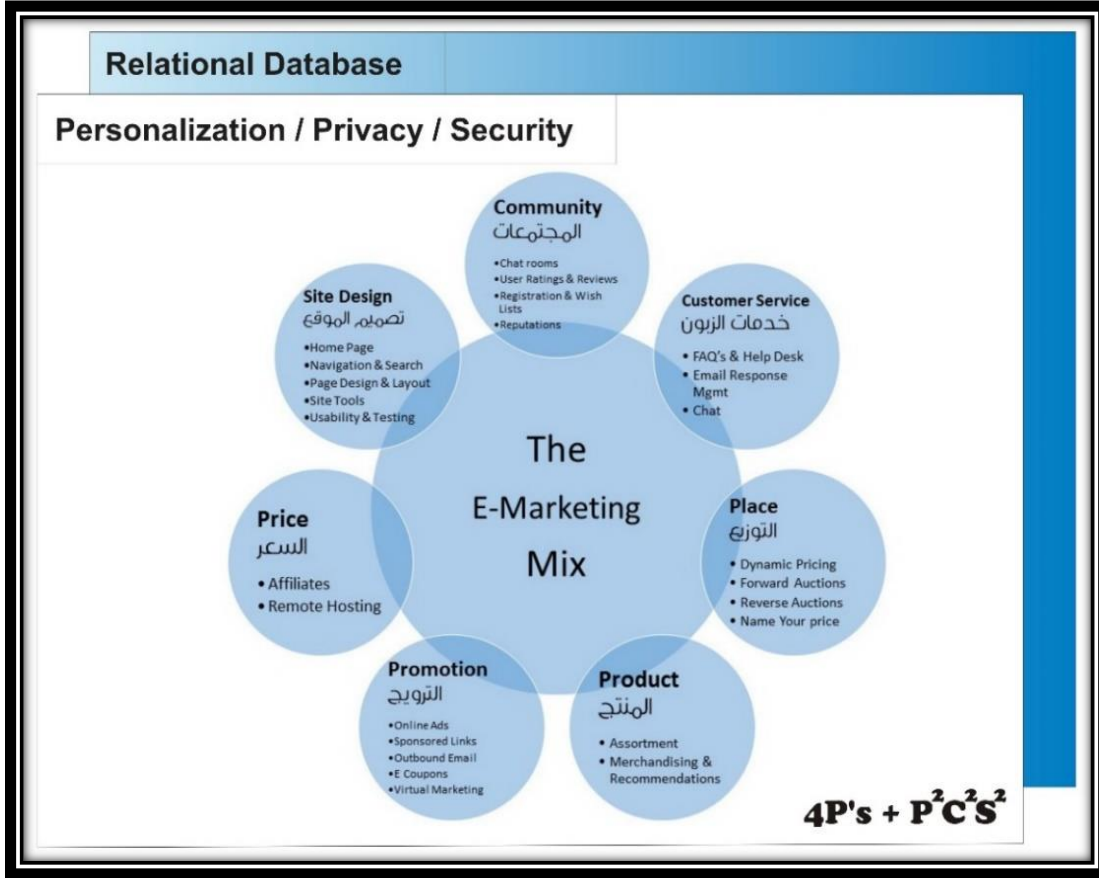 Relational Database
Personalization / Privacy / Security
Community
المجتمعات
•Chat rooms
•User Ratings & Reviews
•Registration & Wish
Lists
•Reputations
Site Design
تصميم الموقع
•Home Page
•Navigation & Search
•Page Design & Layout
•Site Tools
•Usability & Testing
Customer Service
خدمات الزبون
• FAQ's & Help Desk
• Email Response
Mgmt
• Chat
The
E-Marketing
Mix
Price
السعر
• Affiliates
• Remote Hosting
Place
التوزيع
• Dynamic Pricing
• Forward Auctions
• Reverse Auctions
• Name Your price
Promotion
الترويج
•Online Ads
•Sponsored Links
•Outbound Email
•E Coupons
•Virtual Marketing
Product
المنتج
• Assortment
• Merchandising &
Recommendations
4P's + P²C²S²